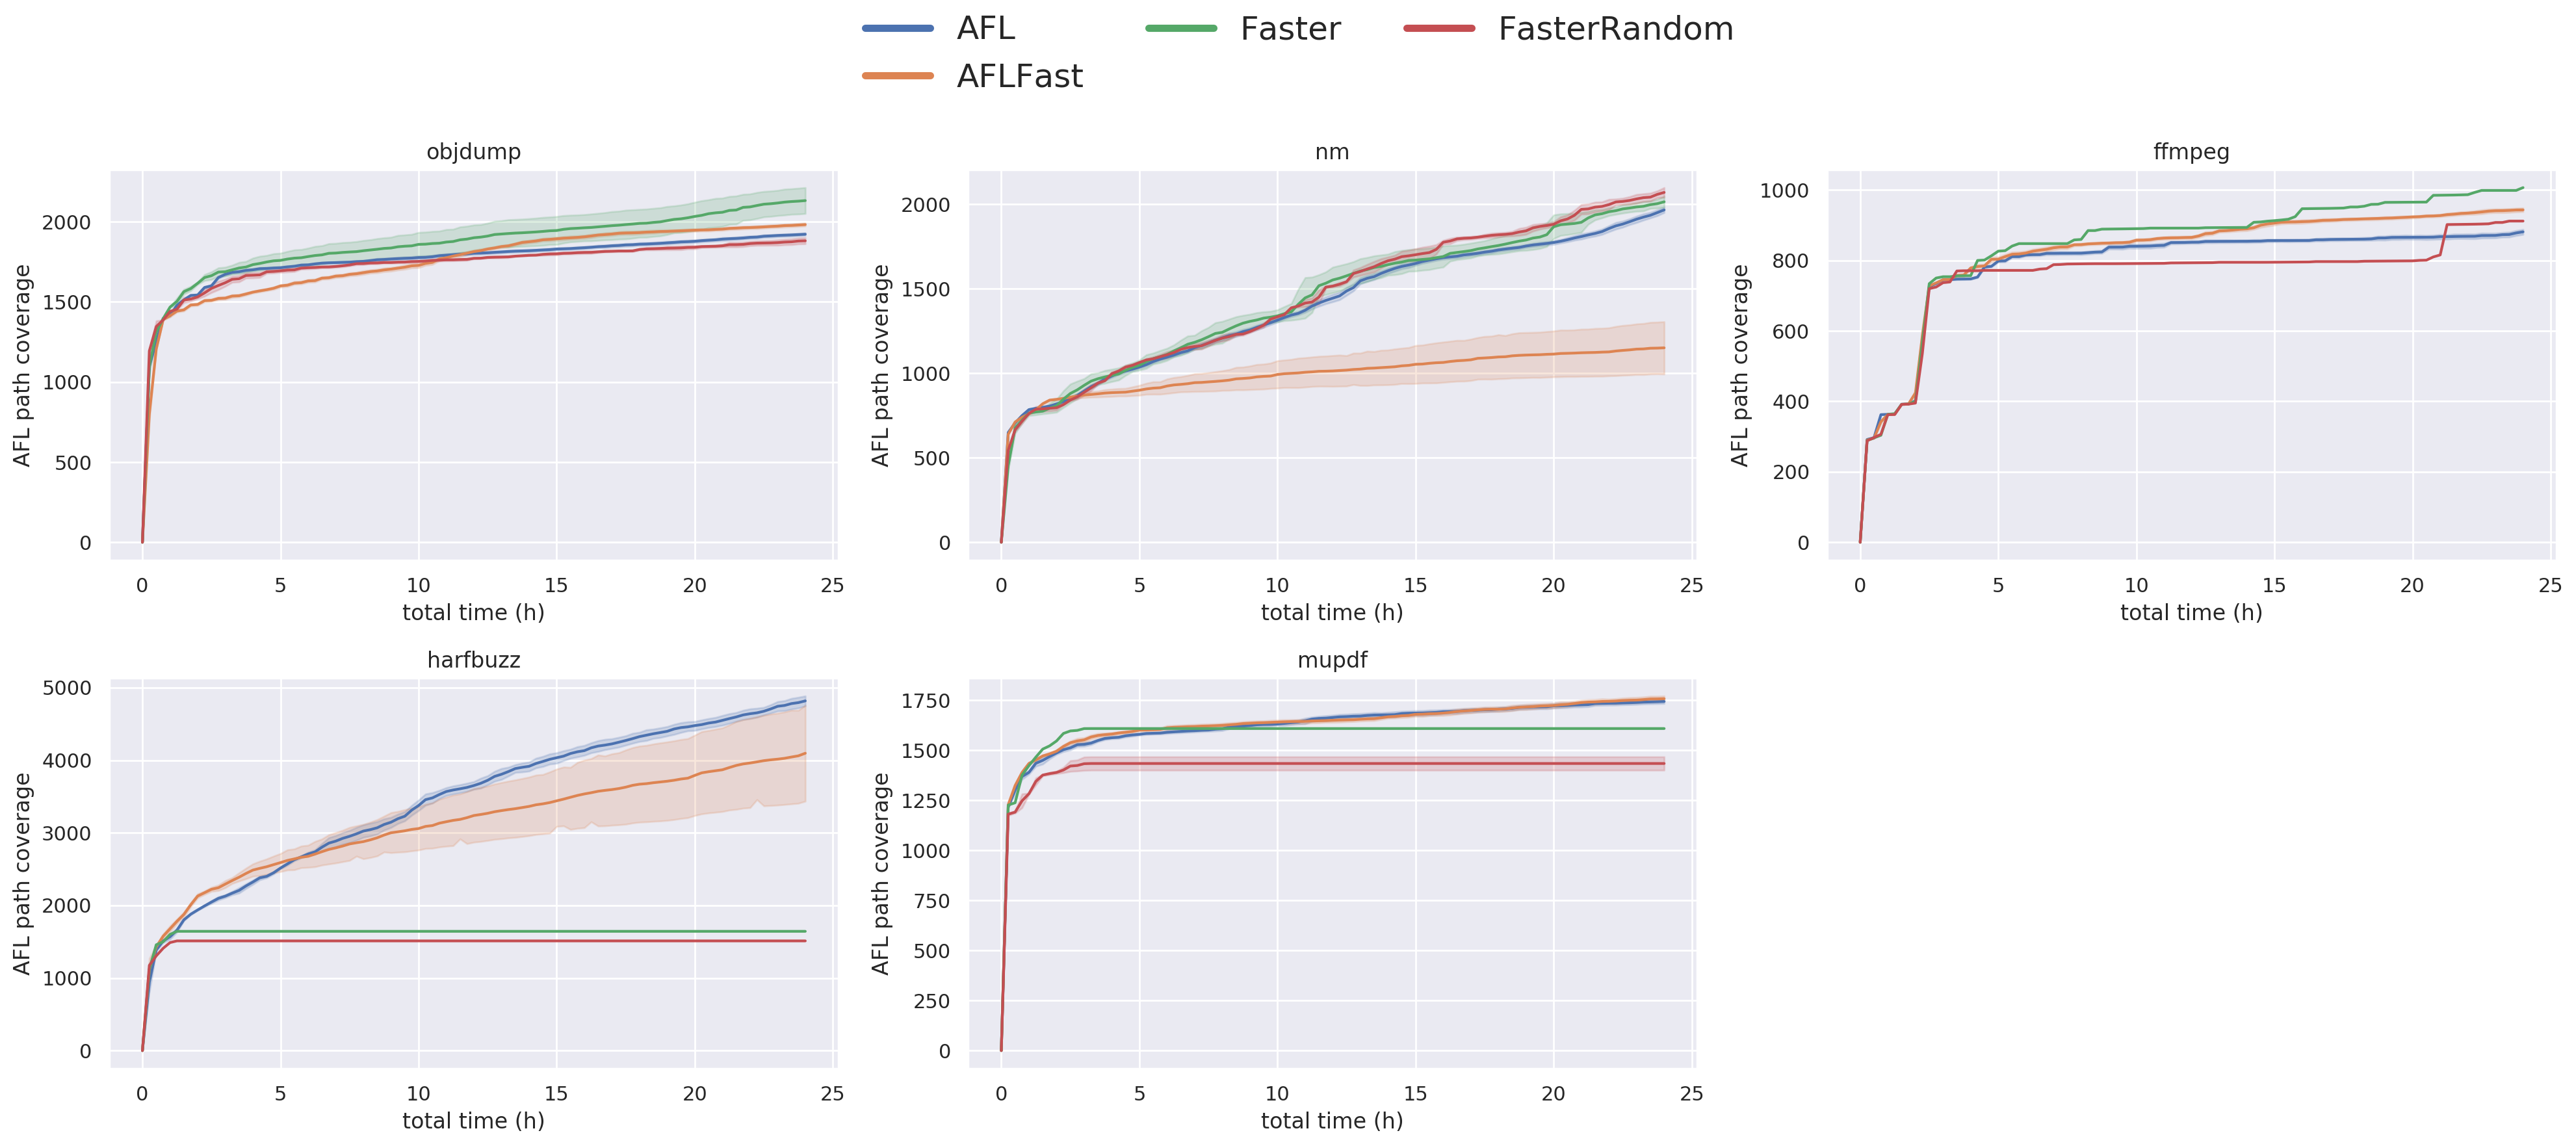 AFL Faster FasterRandom
AFLFast
objdump
AFL path coverage
2000
1500
1000
500
0
0 5 10 15 20 25
total time (h)
nm
AFL path coverage
2000
1500
1000
500
0
0 5 10 15 20 25
total time (h)
ffmpeg
AFL path coverage
1000
800
600
400
200
0
0 5 10 15 20 25
total time (h)
harfbuzz
AFL path coverage
5000
4000
3000
2000
1000
0
0 5 10 15 20 25
total time (h)
mupdf
AFL path coverage
1750
1500
1250
1000
750
500
250
0
0 5 10 15 20 25
total time (h)